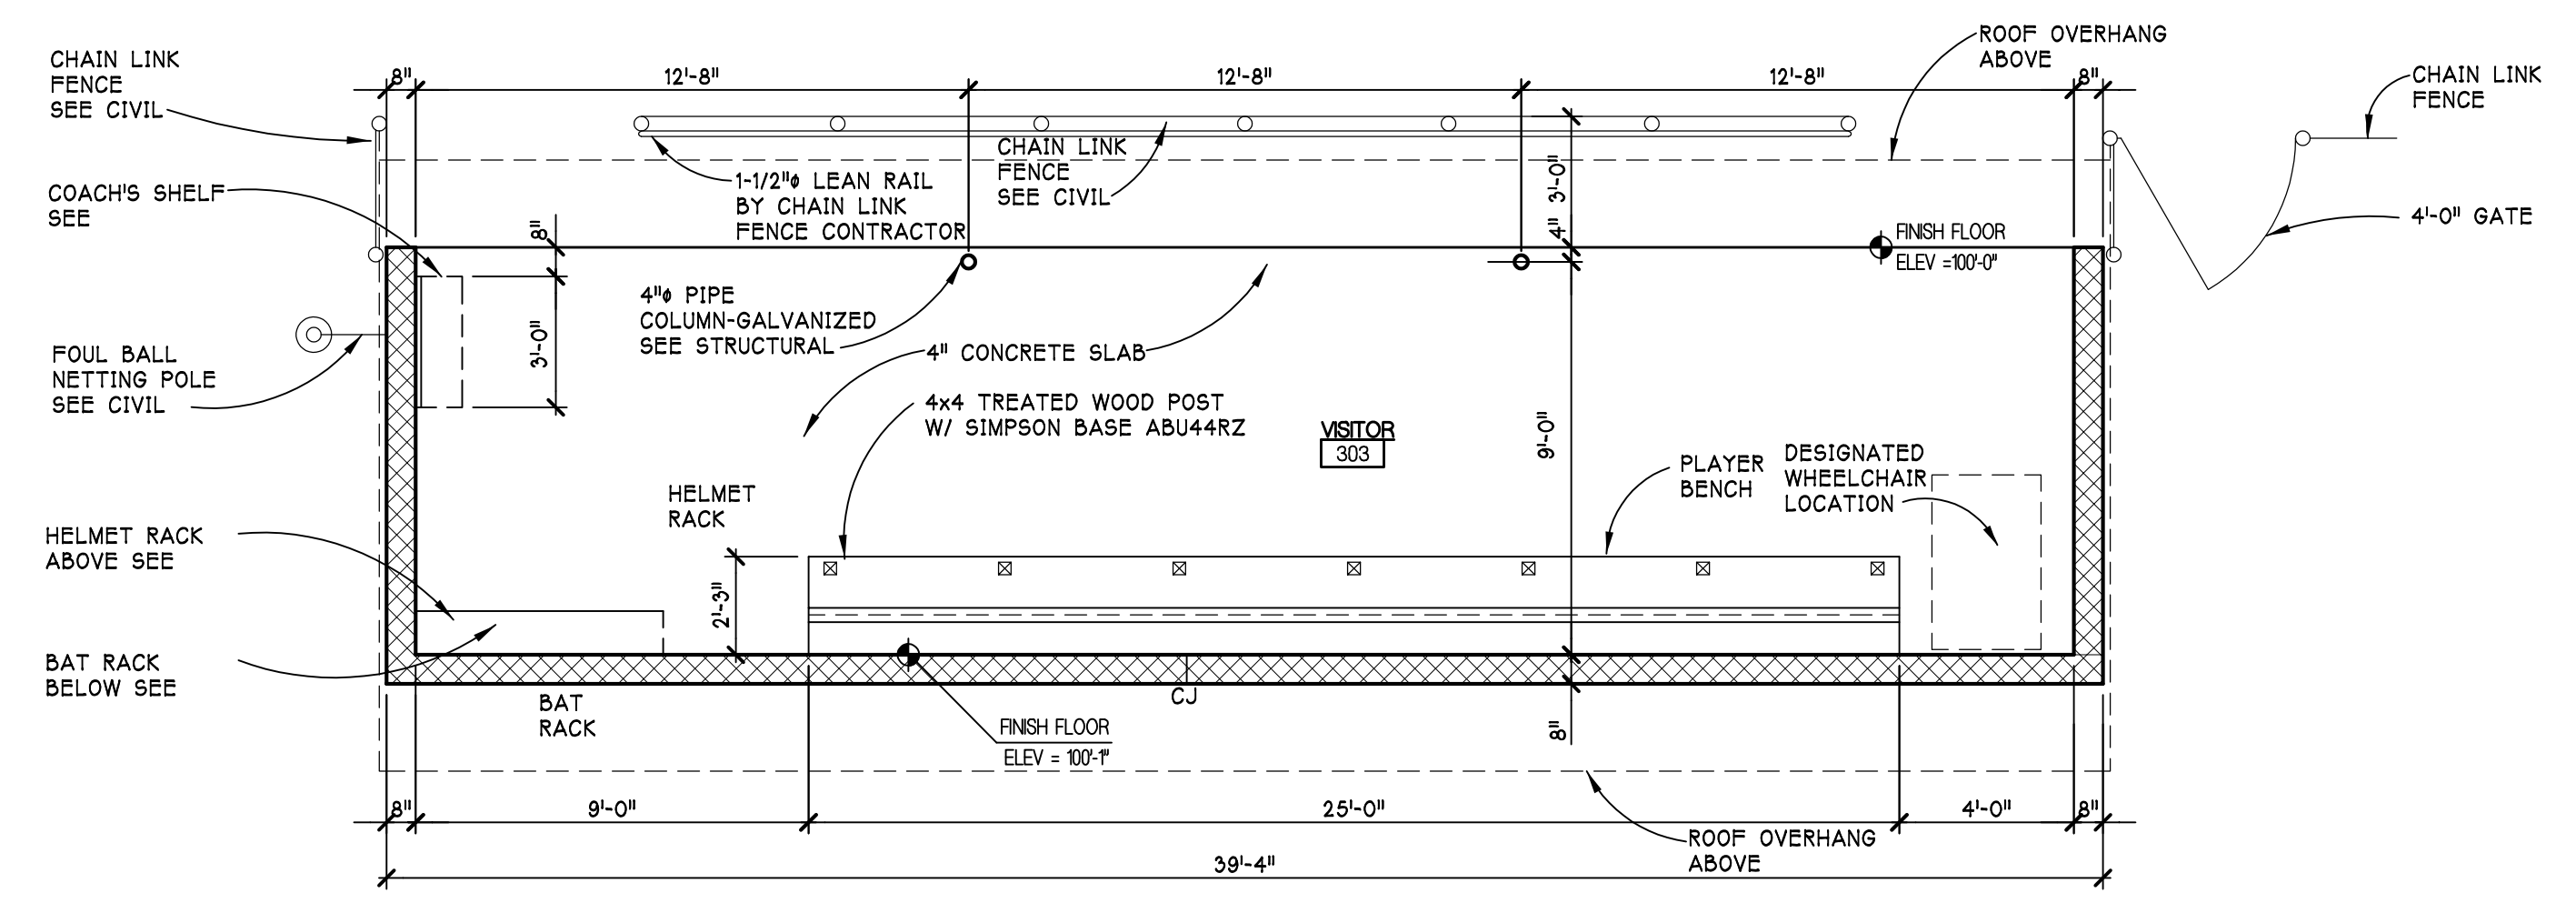 ROOF OVERHANG
ABOVE
CHAIN LINK
FENCE
SEE CIVIL
8"
12'-8"
12'-8"
12'-8"
8"
CHAIN LINK
FENCE
CHAIN LINK
FENCE
SEE CIVIL
1-1/2"ø LEAN RAIL
BY CHAIN LINK
FENCE CONTRACTOR
3'-0"
4"
COACH'S SHELF
SEE
8"
3'-0"
FINISH FLOOR
ELEV =100'-0"
4'-0" GATE
4"ø PIPE
COLUMN-GALVANIZED
SEE STRUCTURAL
4" CONCRETE SLAB
FOUL BALL
NETTING POLE
SEE CIVIL
4x4 TREATED WOOD POST
W/ SIMPSON BASE ABU44RZ
VISITOR
303
9'-0"
PLAYER
BENCH
DESIGNATED
WHEELCHAIR
LOCATION
HELMET
RACK
HELMET RACK
ABOVE SEE
2'-3"
BAT RACK
BELOW SEE
BAT
RACK
CJ
FINISH FLOOR
ELEV = 100'-1"
8"
8"
9'-0"
25'-0"
4'-0"
8"
ROOF OVERHANG
ABOVE
39'-4"